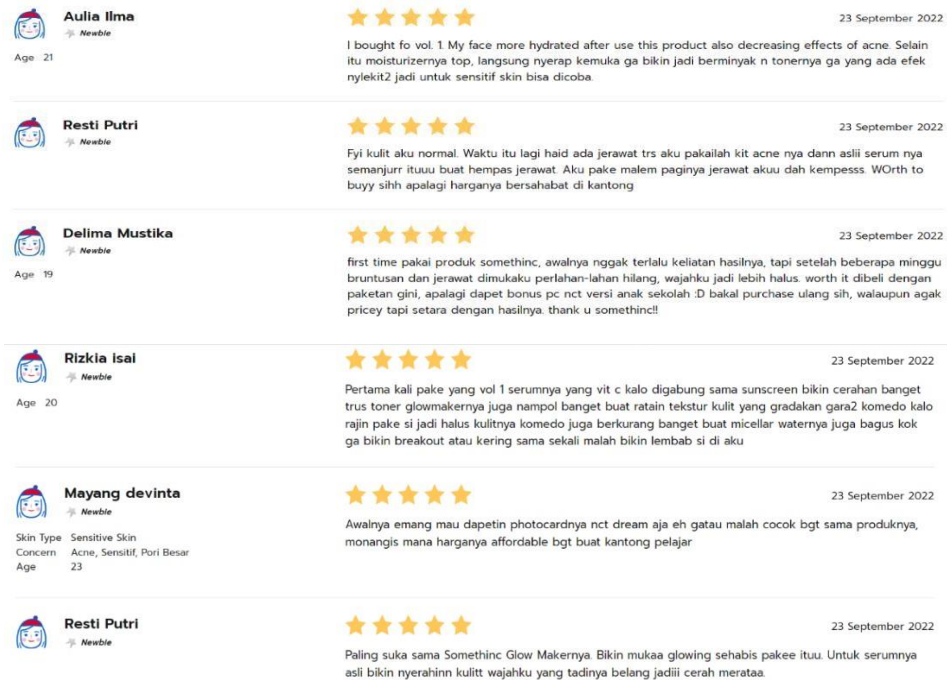 Aulia Ilma
23 September 2022
Newbie
Age 21
I bought fo vol. 1. My face more hydrated after use this product also decreasing effects of acne. Selain
itu moisturizernya top, langsung nyerap kemuka ga bikin jadi berminyak n tonernya ga yang ada efek
nylekit2 jadi untuk sensitif skin bisa dicoba.
Resti Putri
23 September 2022
Newbie
Fyi kulit aku normal. Waktu itu lagi haid ada jerawat trs aku pakailah kit acne nya dann aslii serum nya
semanjurr ituuu buat hempas jerawat. Aku pake malem paginya jerawat akuu dah kempesss. WOrth to
buyy sihh apalagi harganya bersahabat di kantong
Delima Mustika
23 September 2022
Newbie
Age 19
first time pakai produk somethinc, awalnya nggak terlalu keliatan hasilnya, tapi setelah beberapa minggu
bruntusan dan jerawat dimukaku perlahan-lahan hilang, wajahku jadi lebih halus. worth it dibeli dengan
paketan gini, apalagi dapet bonus pc nct versi anak sekolah :D bakal purchase ulang sih, walaupun agak
pricey tapi setara dengan hasilnya. thank u somethinc!!
Rizkia isai
23 September 2022
Newbie
Age 20
Pertama kali pake yang vol 1 serumnya yang vit c kalo digabung sama sunscreen bikin cerahan banget
trus toner glowmakernya juga nampol banget buat ratain tekstur kulit yang gradakan gara2 komedo kalo
rajin pake si jadi halus kulitnya komedo juga berkurang banget buat micellar waternya juga bagus kok
ga bikin breakout atau kering sama sekali malah bikin lembab si di aku
Mayang devinta
23 September 2022
Newbie
Skin Type Sensitive Skin
Concern Acne, Sensitif, Pori Besar
Age 23
Awalnya emang mau dapetin photocardnya nct dream aja eh gatau malah cocok bgt sama produknya,
monangis mana harganya affordable bgt buat kantong pelajar
Resti Putri
23 September 2022
Newbie
Paling suka sama Somethinc Glow Makernya. Bikin mukaa glowing sehabis pakee ituu. Untuk serumnya
asli bikin nyerahinn kulitt wajahku yang tadinya belang jadiii cerah merataa.